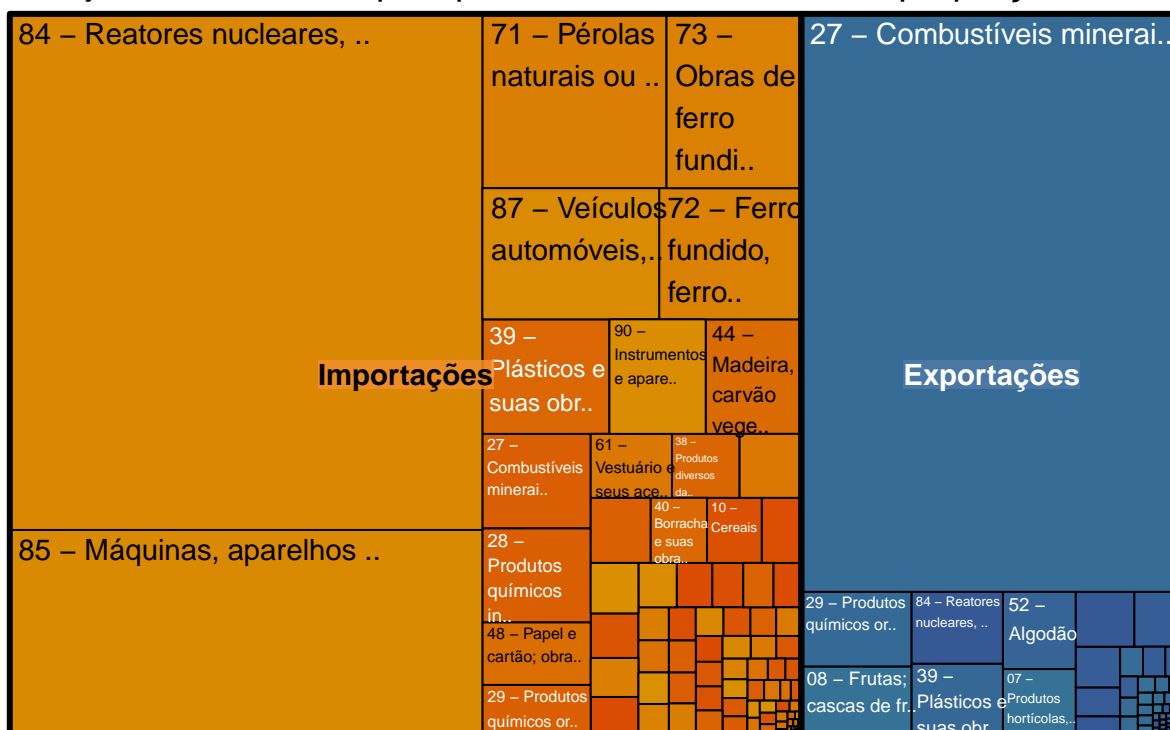 84 – Reatores nucleares, ..
85 – Máquinas, aparelhos ..
Importações
71 – Pérolas
naturais ou ..
73 –
Obras de
ferro
fundi..
87 – Veículos
automóveis,..
72 – Ferro
fundido,
ferro..
39 –
Plásticos e
suas obr..
90 –
Instrumentos
e apare..
44 –
Madeira,
carvão
vege..
27 –
Combustíveis
minerai..
61 –
Vestuário e
seus ace..
38 –
Produtos
diversos
da..
40 –
Borracha
e suas
obra..
10 –
Cereais
28 –
Produtos
químicos
in..
48 – Papel e
cartão; obra..
29 – Produtos
químicos or..
27 – Combustíveis minerai..
Exportações
29 – Produtos
químicos or..
84 – Reatores
nucleares, ..
52 –
Algodão
08 – Frutas;
cascas de fr..
39 –
Plásticos e
suas obr
07 –
Produtos
hortícolas,..